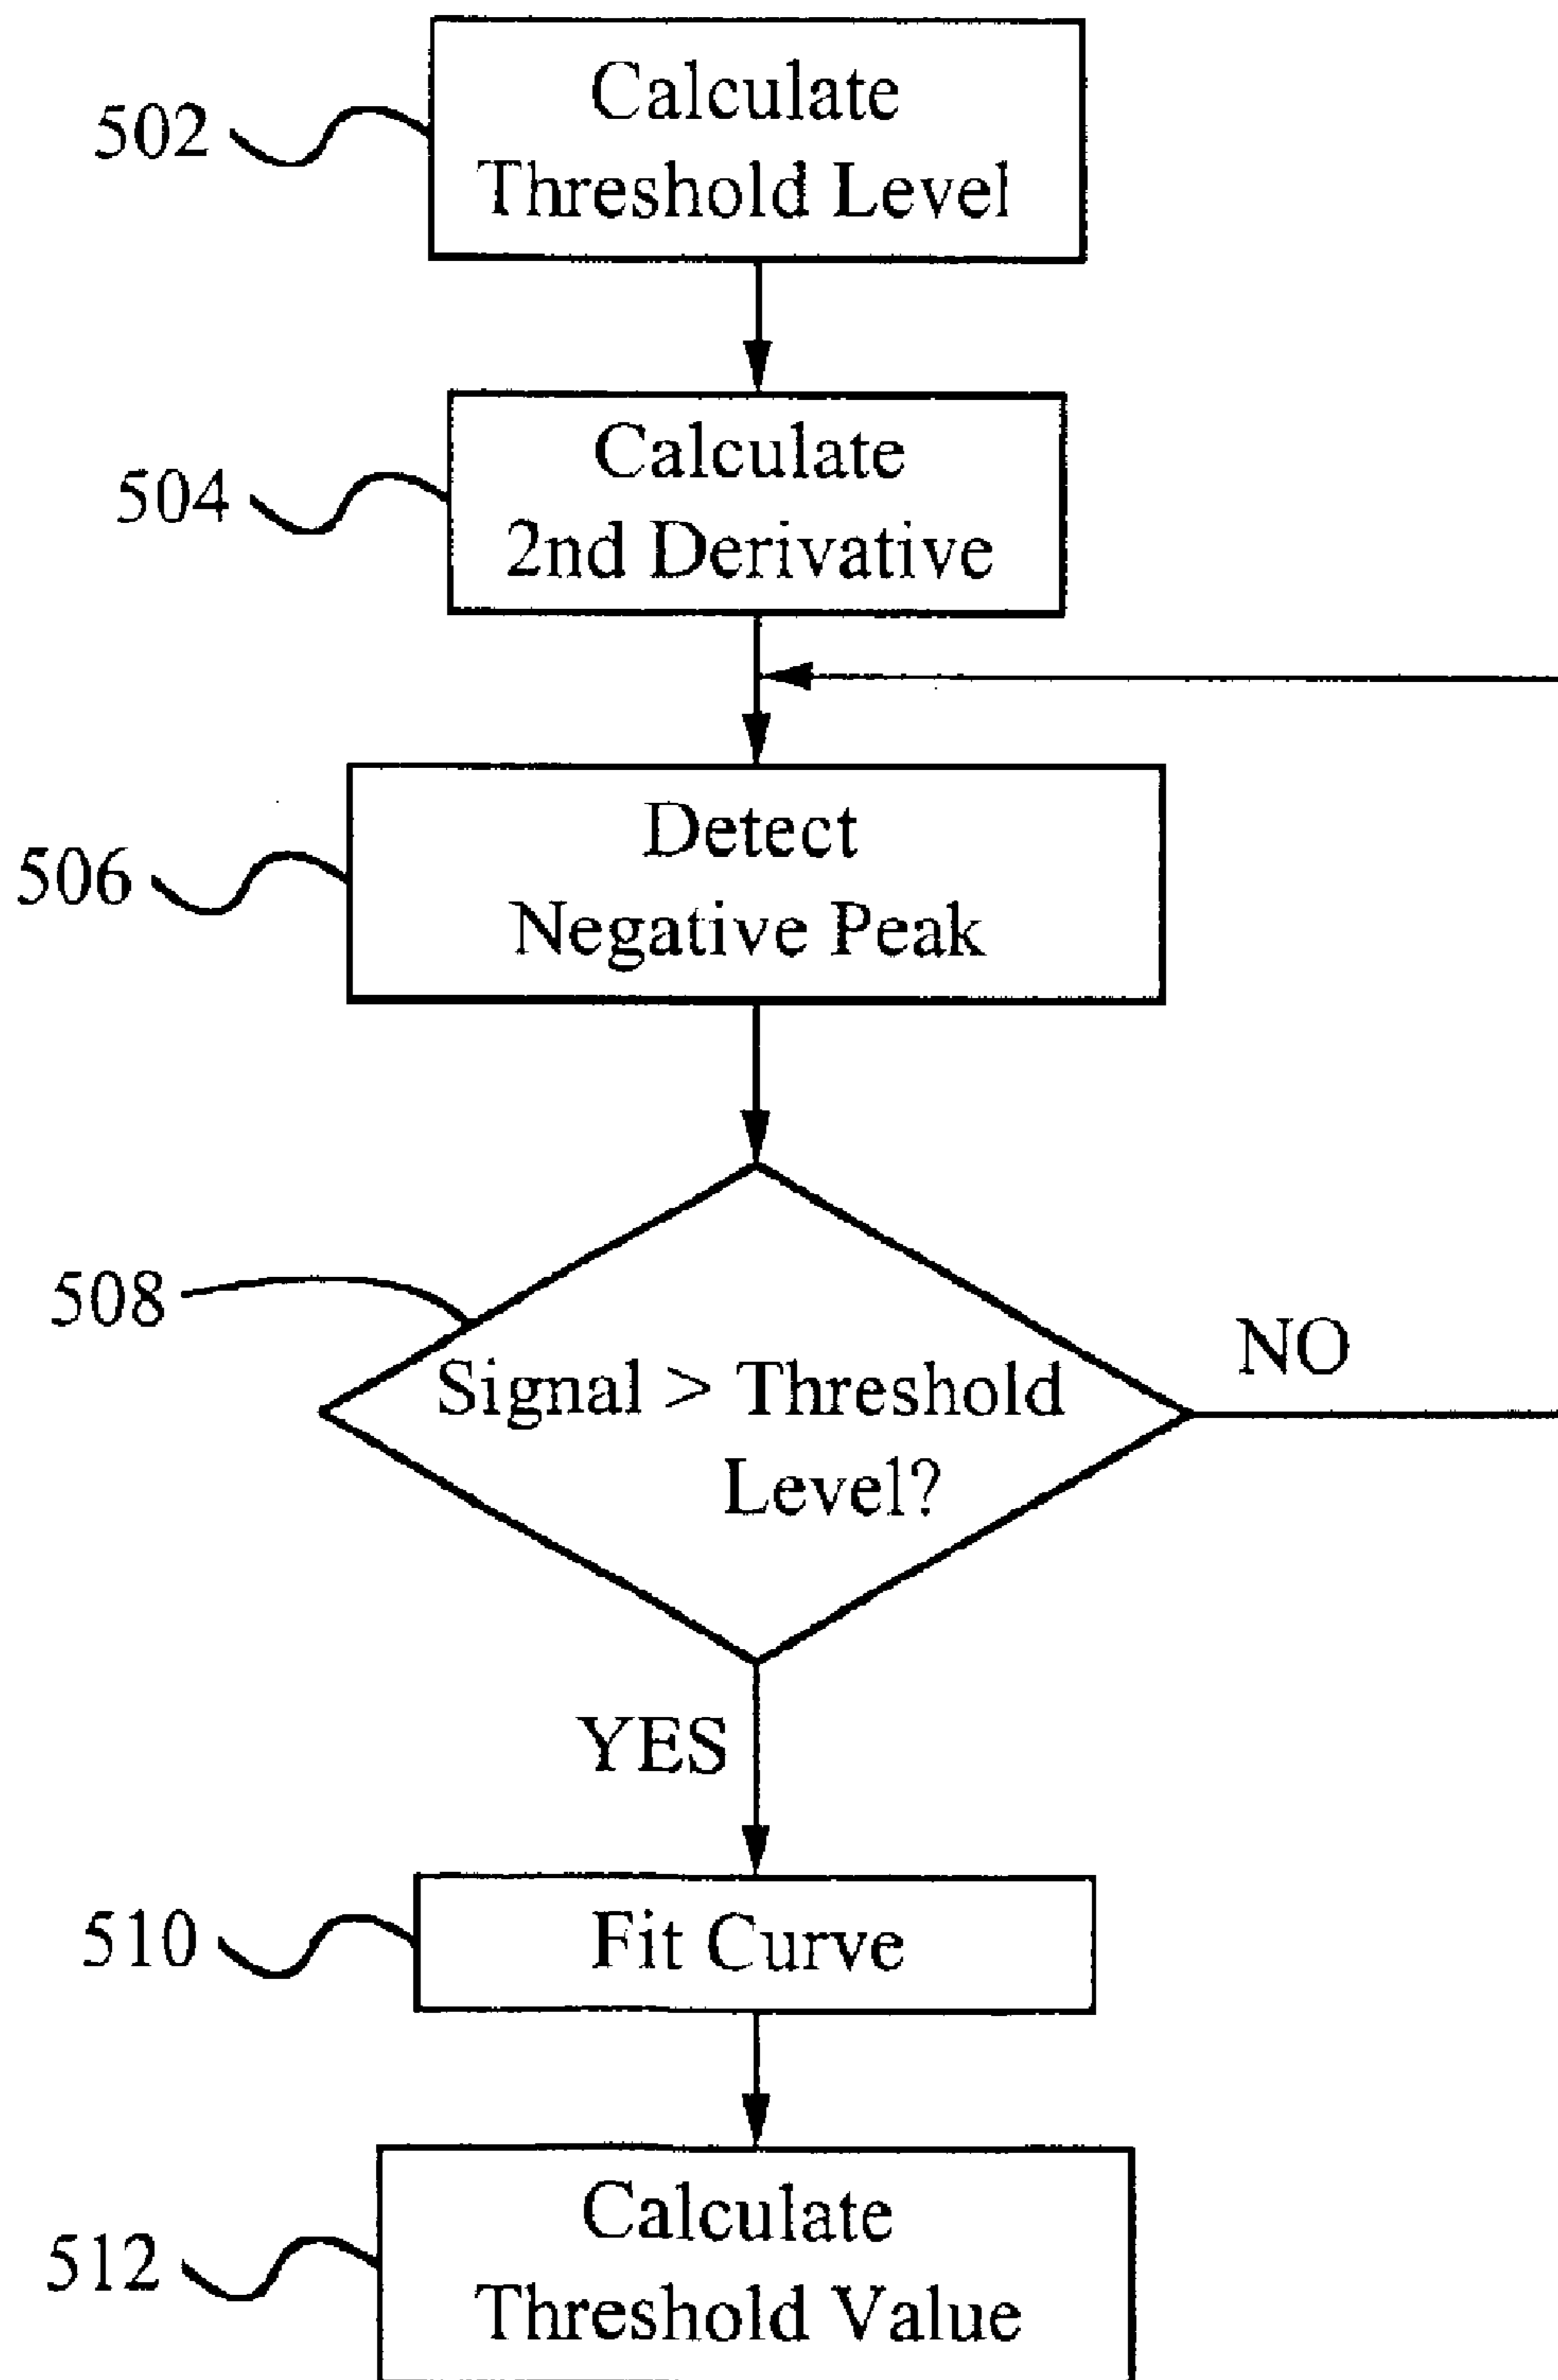 502
Calculate
Threshold Level
504
Calculate
2nd Derivative
506
Detect
Negative Peak
508
Signal > Threshold
Level?
NO
YES
510
Fit Curve
512
Calculate
Threshold Value